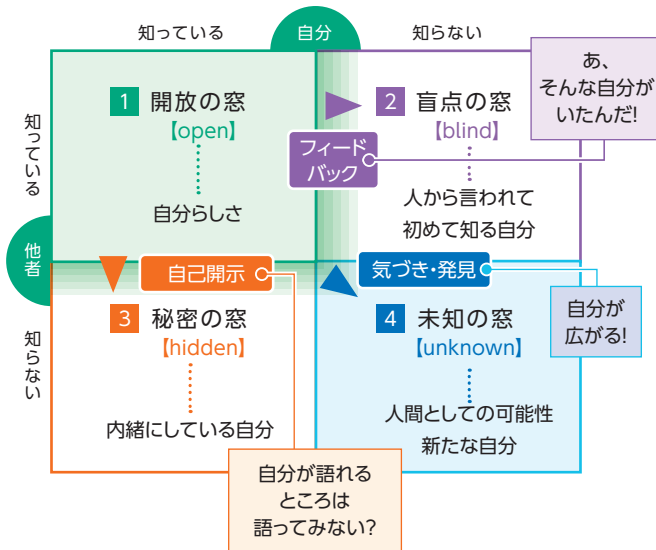 知っている
自分
知らない
1 開放の窓
【open】
自分らしさ
2 盲点の窓
【blind】
人から言われて
初めて知る自分
あ、
そんな自分が
いたんだ!
フィード
バック
知っている
他者
知らない
自己開示
気づき・発見
3 秘密の窓
【hidden】
内緒にしている自分
4 未知の窓
【unknown】
人間としての可能性
新たな自分
自分が
広がる!
自分が語れる
ところは
語ってみない?